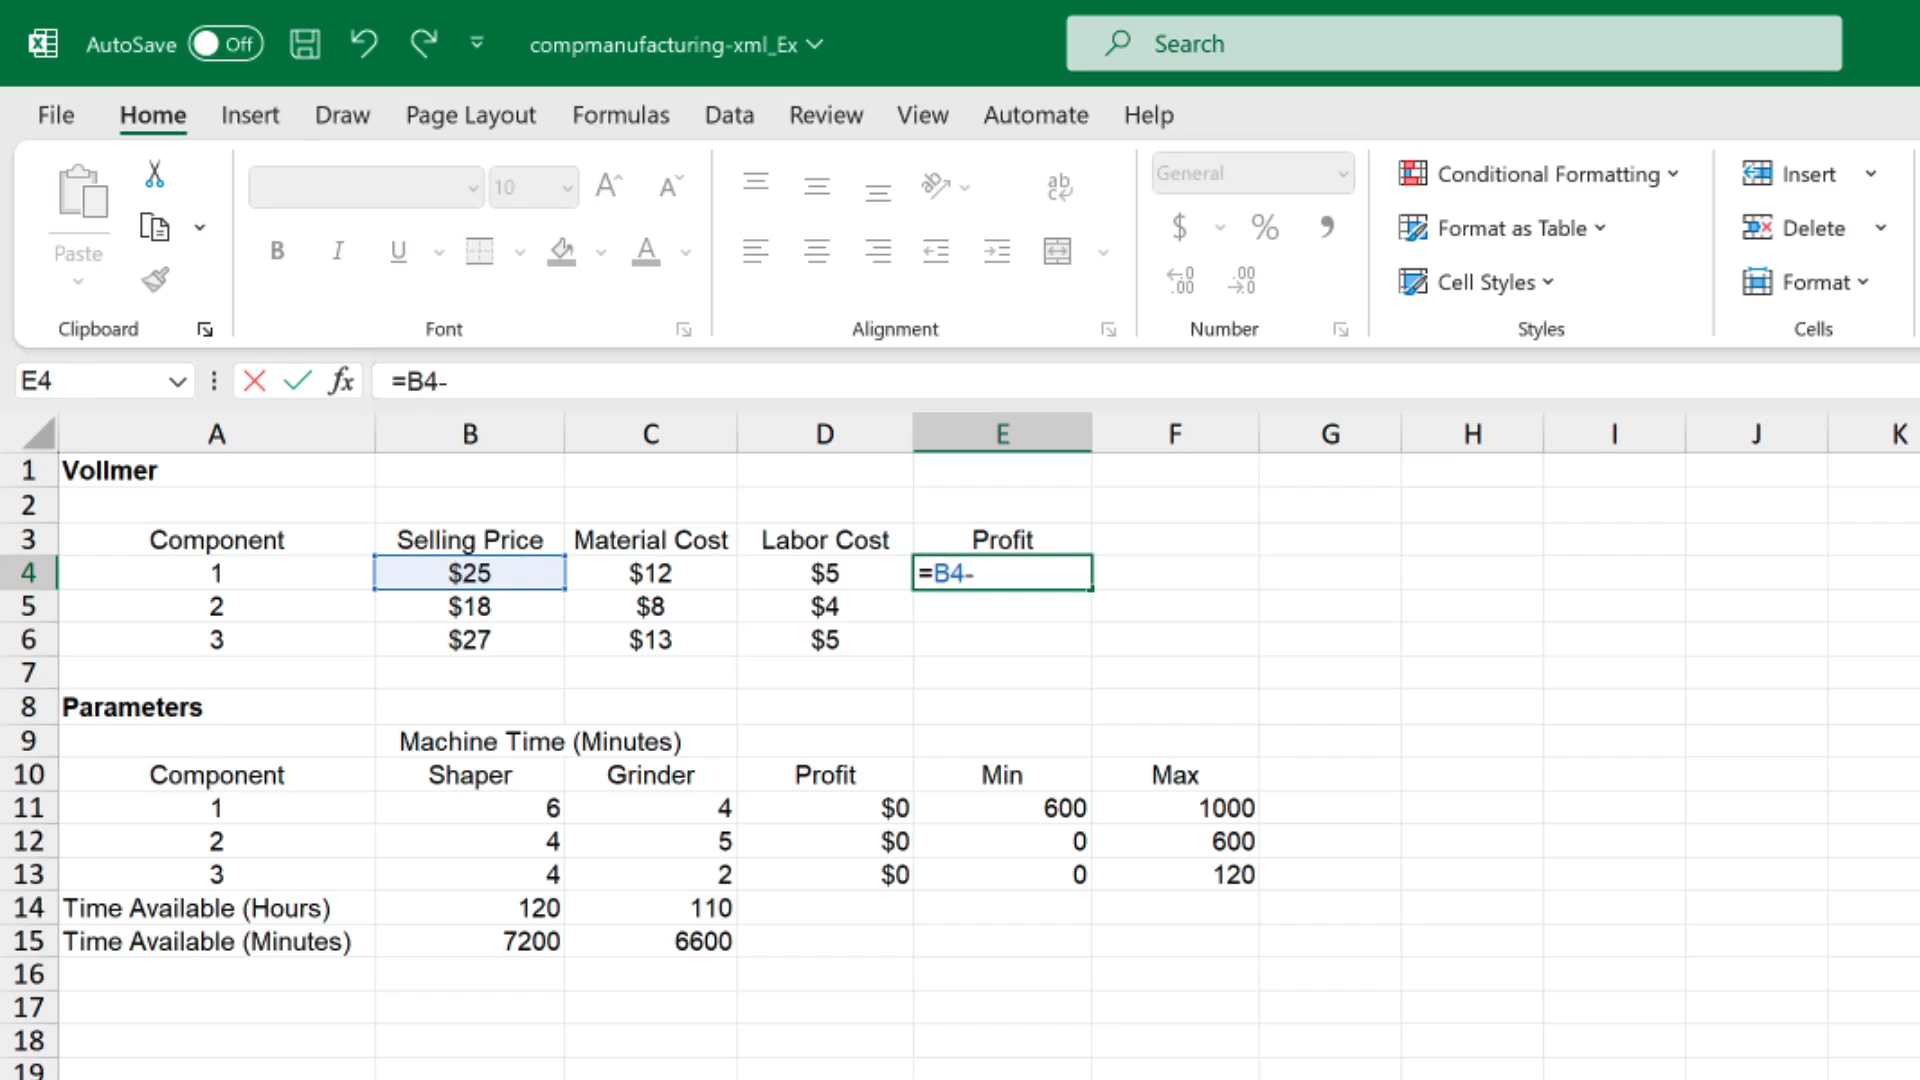 AutoSave Off compmanufacturing-xml_Ex Search
File Home Insert Draw Page Layout Formulas Data Review View Automate Help
Paste
Clipboard
10
B I U A
Font
ab
Alignment
General
$ % 9
.00 .00
Number
Conditional Formatting
Format as Table
Cell Styles
Styles
Insert
Delete
Format
Cells
E4 fx =B4-
A B C D E F G H I J K
1 Vollmer
2
3 Component Selling Price Material Cost Labor Cost Profit
4 1 $25 $12 $5 =B4-
5 2 $18 $8 $4
6 3 $27 $13 $5
7
8 Parameters
9 Machine Time (Minutes)
10 Component Shaper Grinder Profit Min Max
11 1 6 4 $0 600 1000
12 2 4 5 $0 0 600
13 3 4 2 $0 0 120
14 Time Available (Hours) 120 110
15 Time Available (Minutes) 7200 6600
16
17
18
19